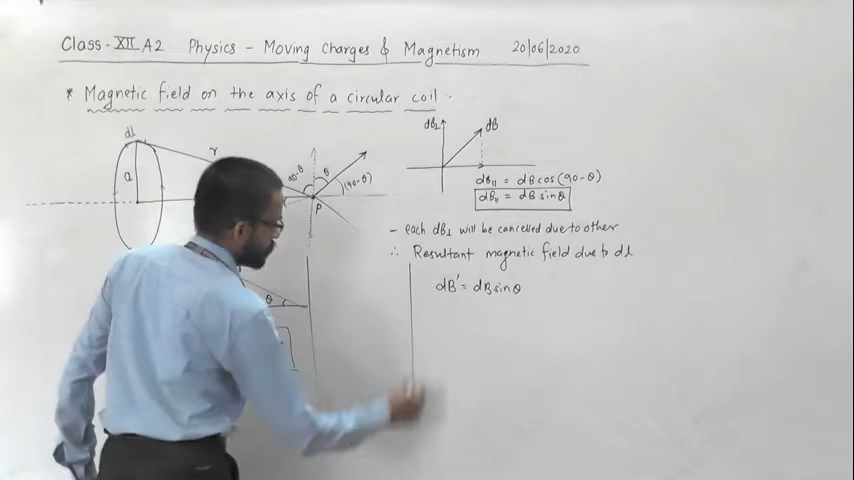 Class - XII A2 Physics - Moving Charges & Magnetism 20/06/2020
* Magnetic field on the axis of a circular coil.
dl
r
a
90-θ
θ
(90-θ)
P
dB⊥
dB
dB∥ = dB cos(90-θ)
dB∥ = dB sinθ
- each dB⊥ will be cancelled due to other
∴ Resultant magnetic field due to dl
dB' = dB sinθ
θ